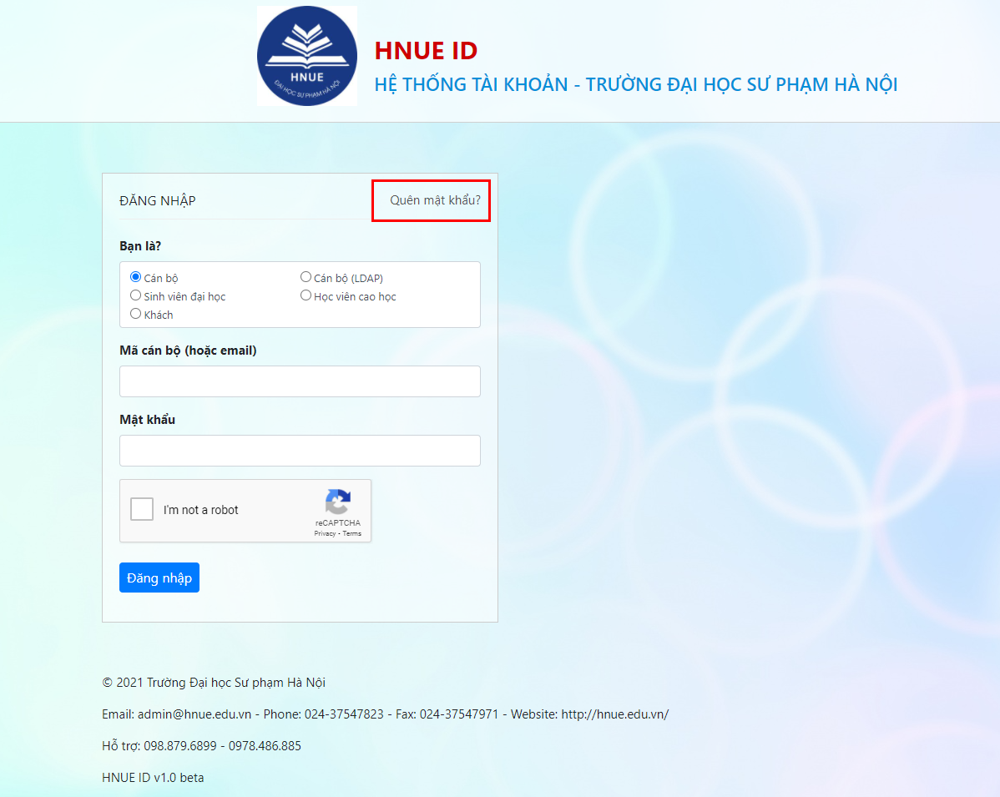 HNUE
ĐẠI HỌC SƯ PHẠM HÀ NỘI
HNUE ID
HỆ THỐNG TÀI KHOẢN - TRƯỜNG ĐẠI HỌC SƯ PHẠM HÀ NỘI
ĐĂNG NHẬP
Quên mật khẩu?
Bạn là?
Cán bộ
Cán bộ (LDAP)
Sinh viên đại học
Học viên cao học
Khách
Mã cán bộ (hoặc email)
Mật khẩu
I'm not a robot
reCAPTCHA
Privacy - Terms
Đăng nhập
© 2021 Trường Đại học Sư phạm Hà Nội
Email: admin@hnue.edu.vn - Phone: 024-37547823 - Fax: 024-37547971 - Website: http://hnue.edu.vn/
Hỗ trợ: 098.879.6899 - 0978.486.885
HNUE ID v1.0 beta